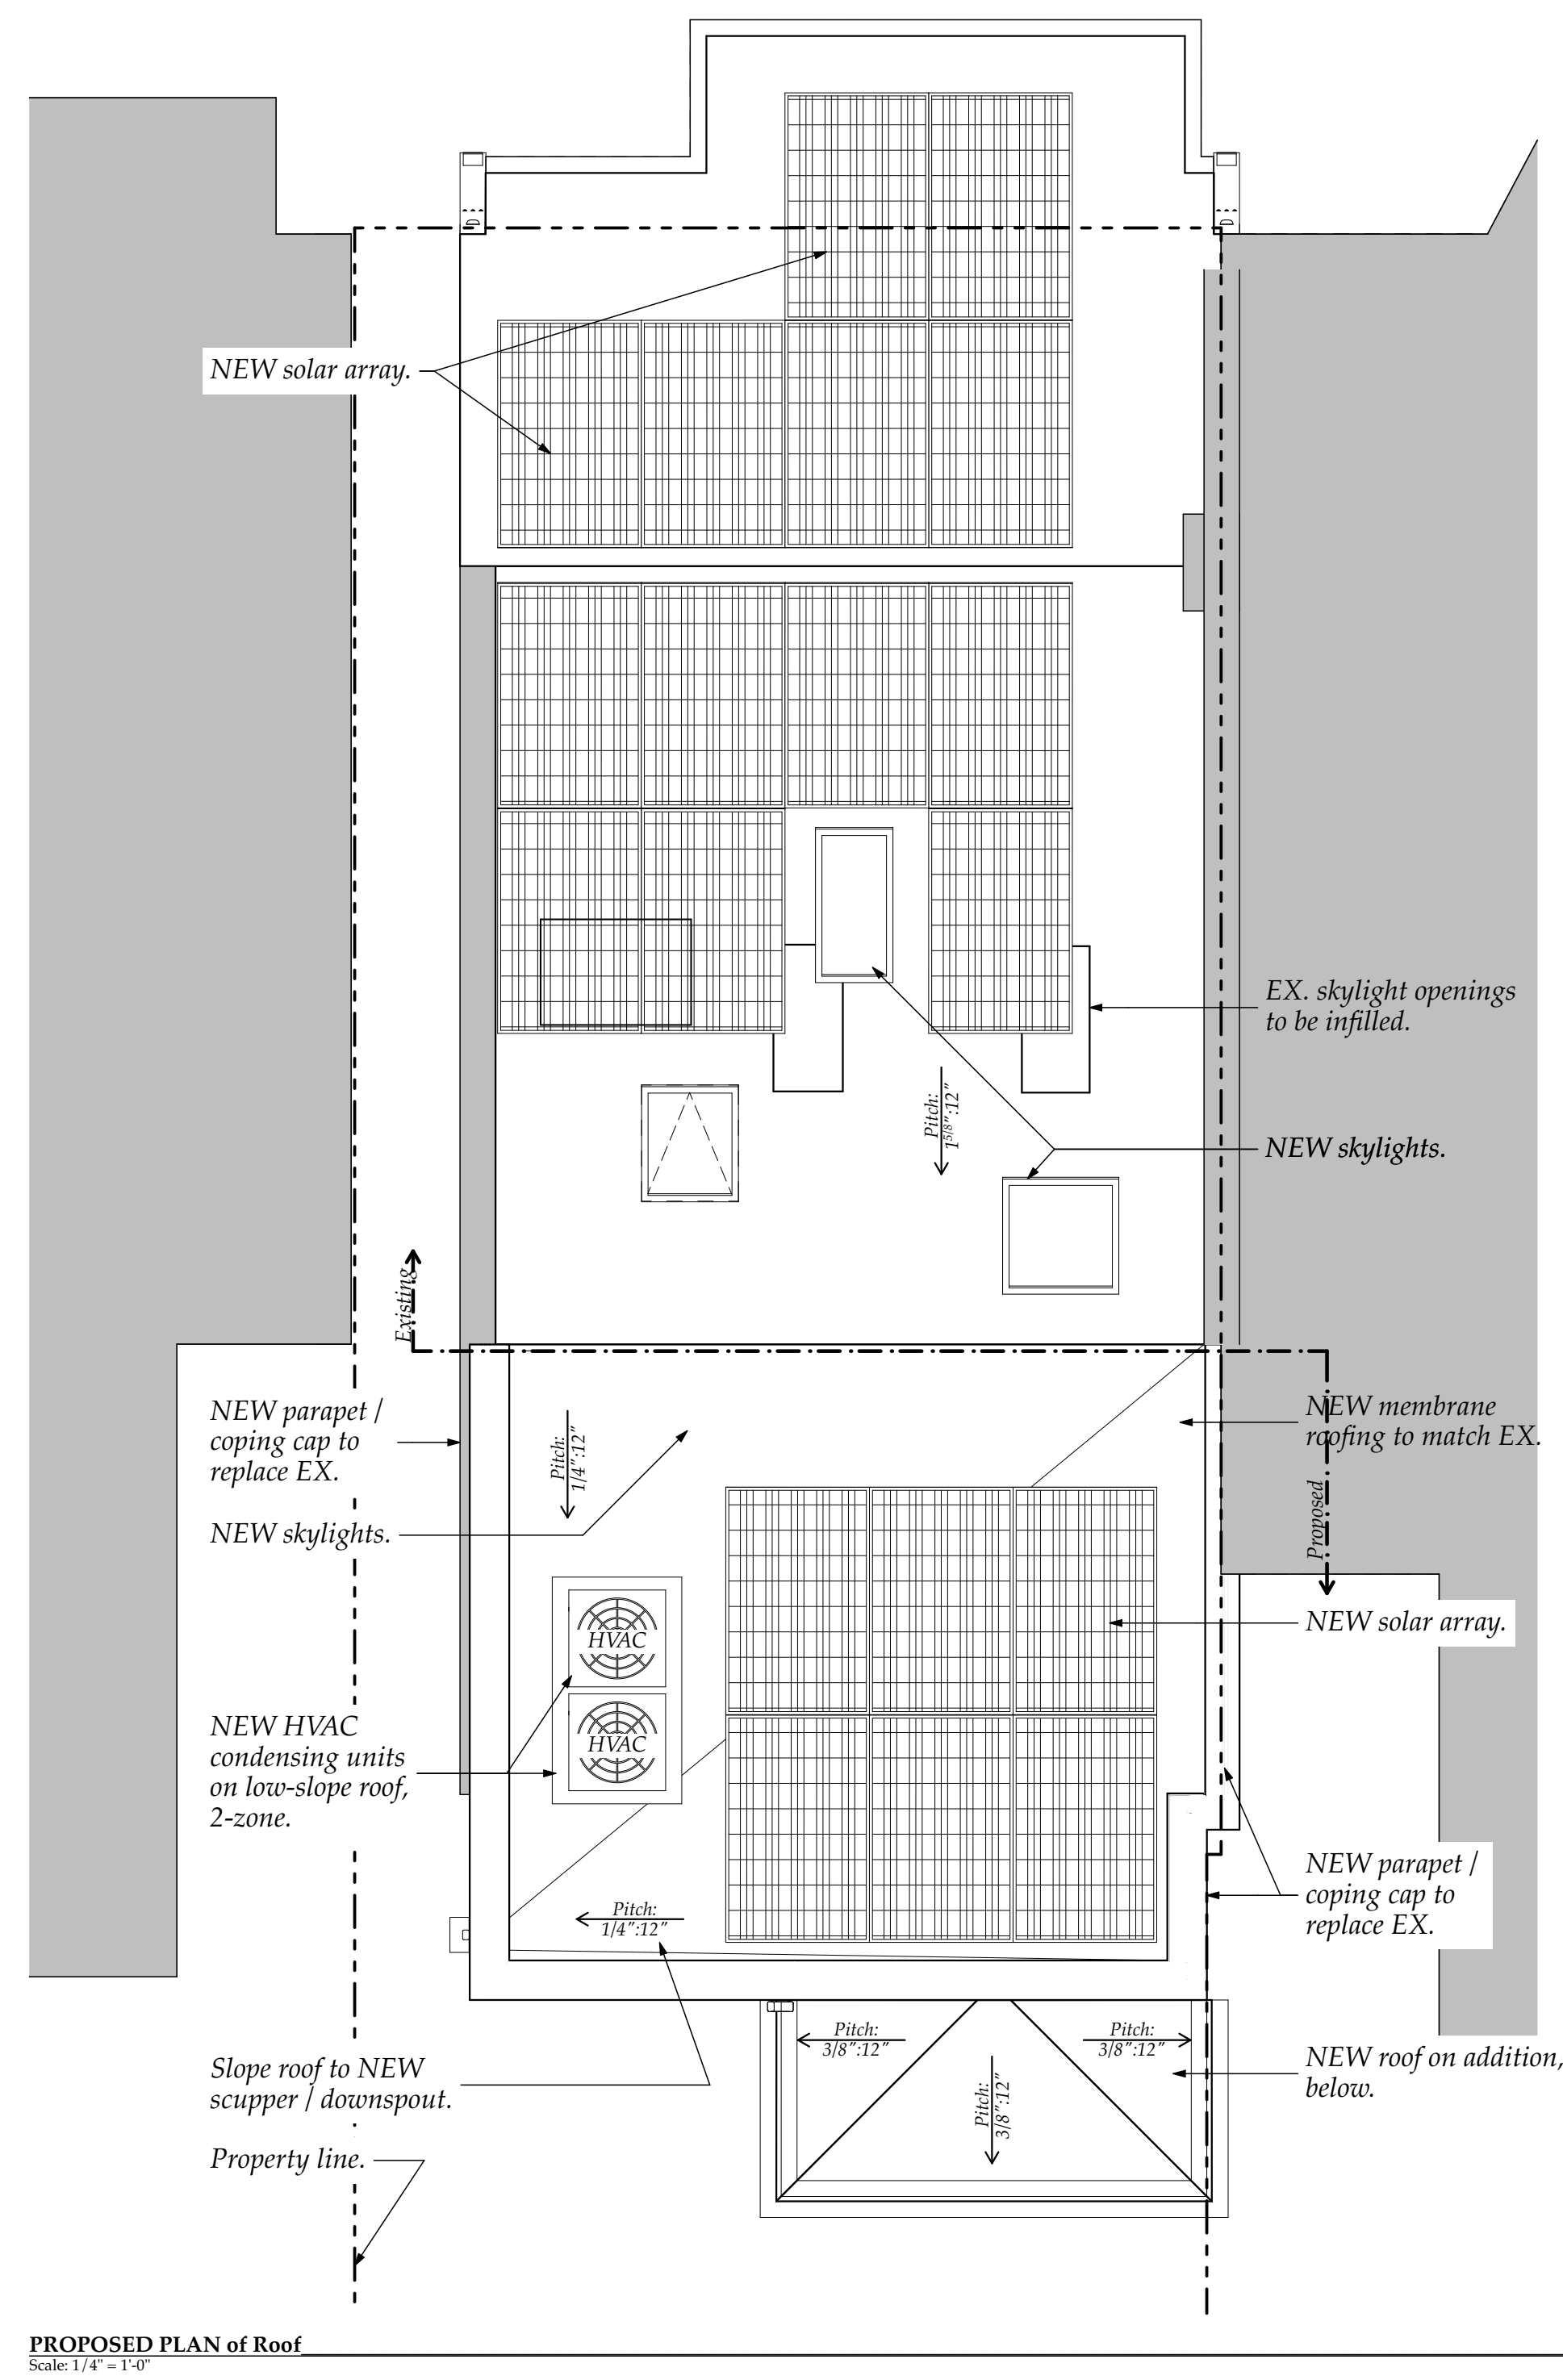 NEW solar array.
EX. skylight openings
to be infilled.
Pitch:
1 5/8":12"
NEW skylights.
Existing
NEW parapet /
coping cap to
replace EX.
Pitch:
1/4":12"
NEW membrane
roofing to match EX.
NEW skylights.
Proposed
NEW solar array.
HVAC
HVAC
NEW HVAC
condensing units
on low-slope roof,
2-zone.
NEW parapet /
coping cap to
replace EX.
Pitch:
1/4":12"
Pitch:
3/8":12"
Pitch:
3/8":12"
Pitch:
3/8":12"
NEW roof on addition,
below.
Slope roof to NEW
scupper / downspout.
Property line.
PROPOSED PLAN of Roof
Scale: 1/4" = 1'-0"